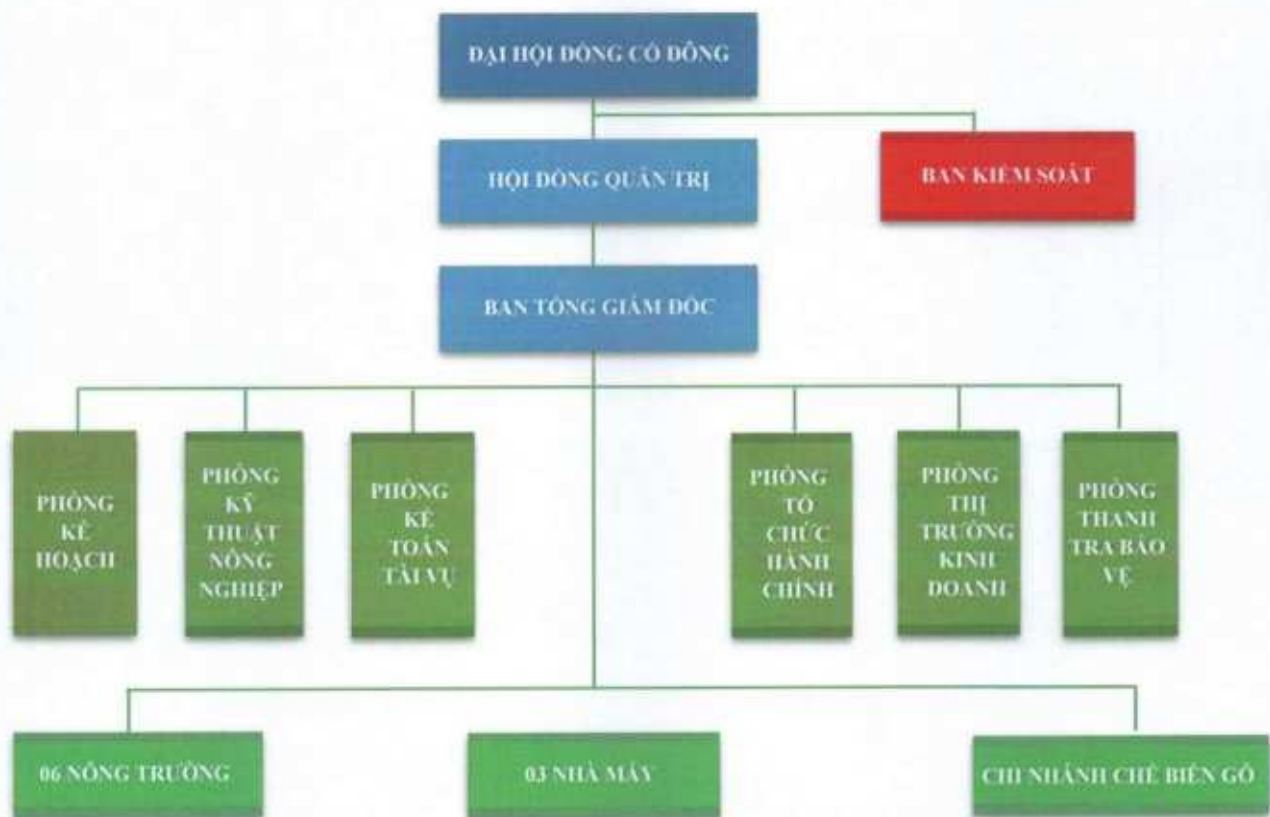 ĐẠI HỘI ĐỒNG CỔ ĐÔNG
HỘI ĐỒNG QUẢN TRỊ
BAN KIỂM SOÁT
BAN TỔNG GIÁM ĐỐC
PHÒNG
KẾ
HOẠCH
PHÒNG
KỸ
THUẬT
NÔNG
NGHIỆP
PHÒNG
KẾ
TOÁN
TÀI VỤ
PHÒNG
TỔ
CHỨC
HÀNH
CHÍNH
PHÒNG
THỊ
TRƯỜNG
KINH
DOANH
PHÒNG
THANH
TRA BẢO
VỆ
06 NÔNG TRƯỜNG
03 NHÀ MÁY
CHI NHÁNH CHẾ BIẾN GỖ